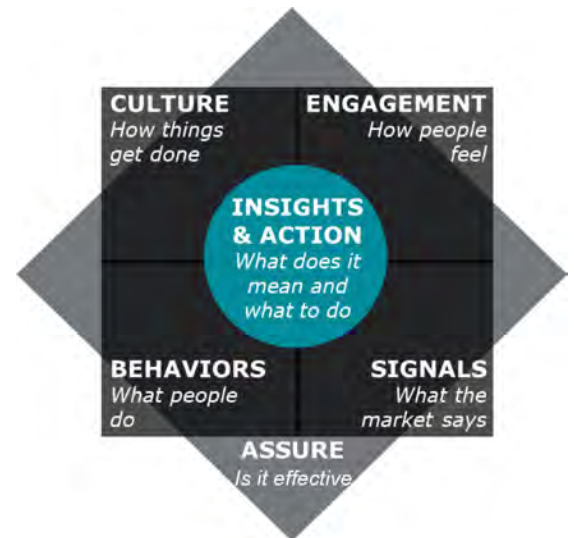 CULTURE
How things
get done
ENGAGEMENT
How people
feel
INSIGHTS
& ACTION
What does it
mean and
what to do
BEHAVIORS
What people
do
SIGNALS
What the
market says
ASSURE
Is it effective